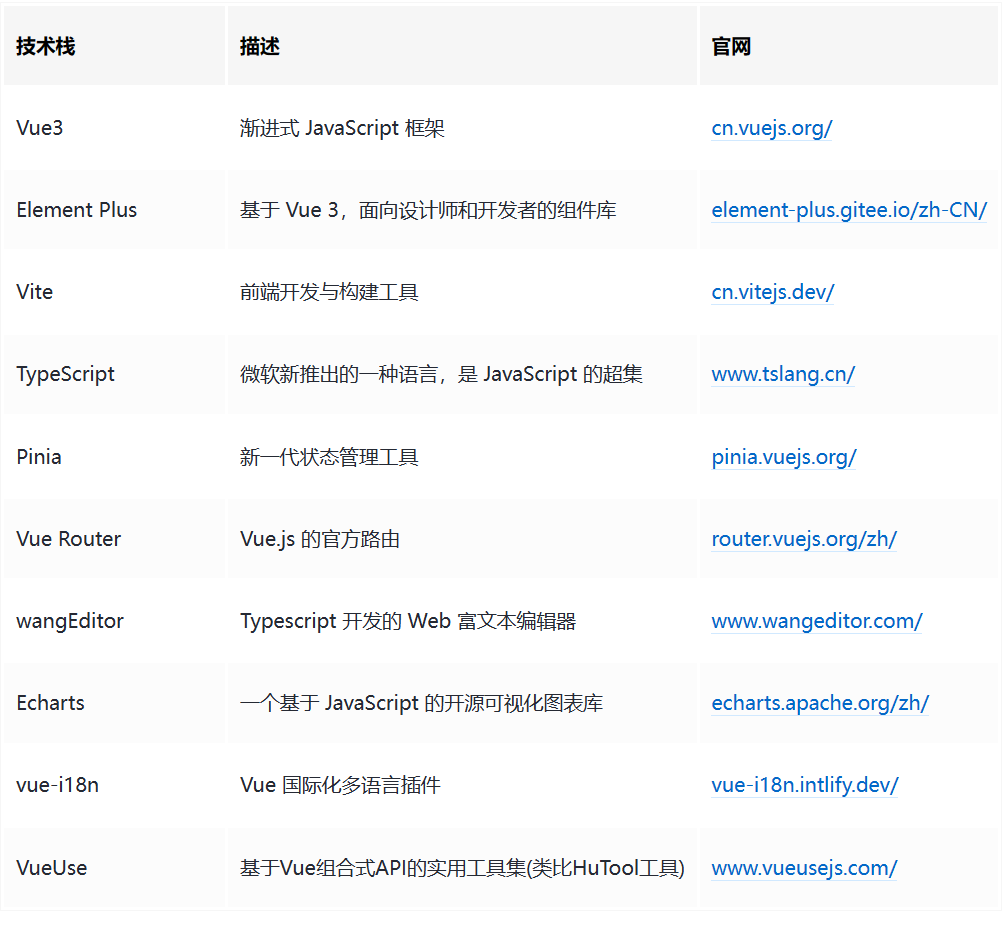 技术栈 描述 官网
Vue3 渐进式 JavaScript 框架 cn.vuejs.org/
Element Plus 基于 Vue 3，面向设计师和开发者的组件库 element-plus.gitee.io/zh-CN/
Vite 前端开发与构建工具 cn.vitejs.dev/
TypeScript 微软新推出的一种语言，是 JavaScript 的超集 www.tslang.cn/
Pinia 新一代状态管理工具 pinia.vuejs.org/
Vue Router Vue.js 的官方路由 router.vuejs.org/zh/
wangEditor Typescript 开发的 Web 富文本编辑器 www.wangeditor.com/
Echarts 一个基于 JavaScript 的开源可视化图表库 echarts.apache.org/zh/
vue-i18n Vue 国际化多语言插件 vue-i18n.intlify.dev/
VueUse 基于Vue组合式API的实用工具集(类比HuTool工具) www.vueusejs.com/